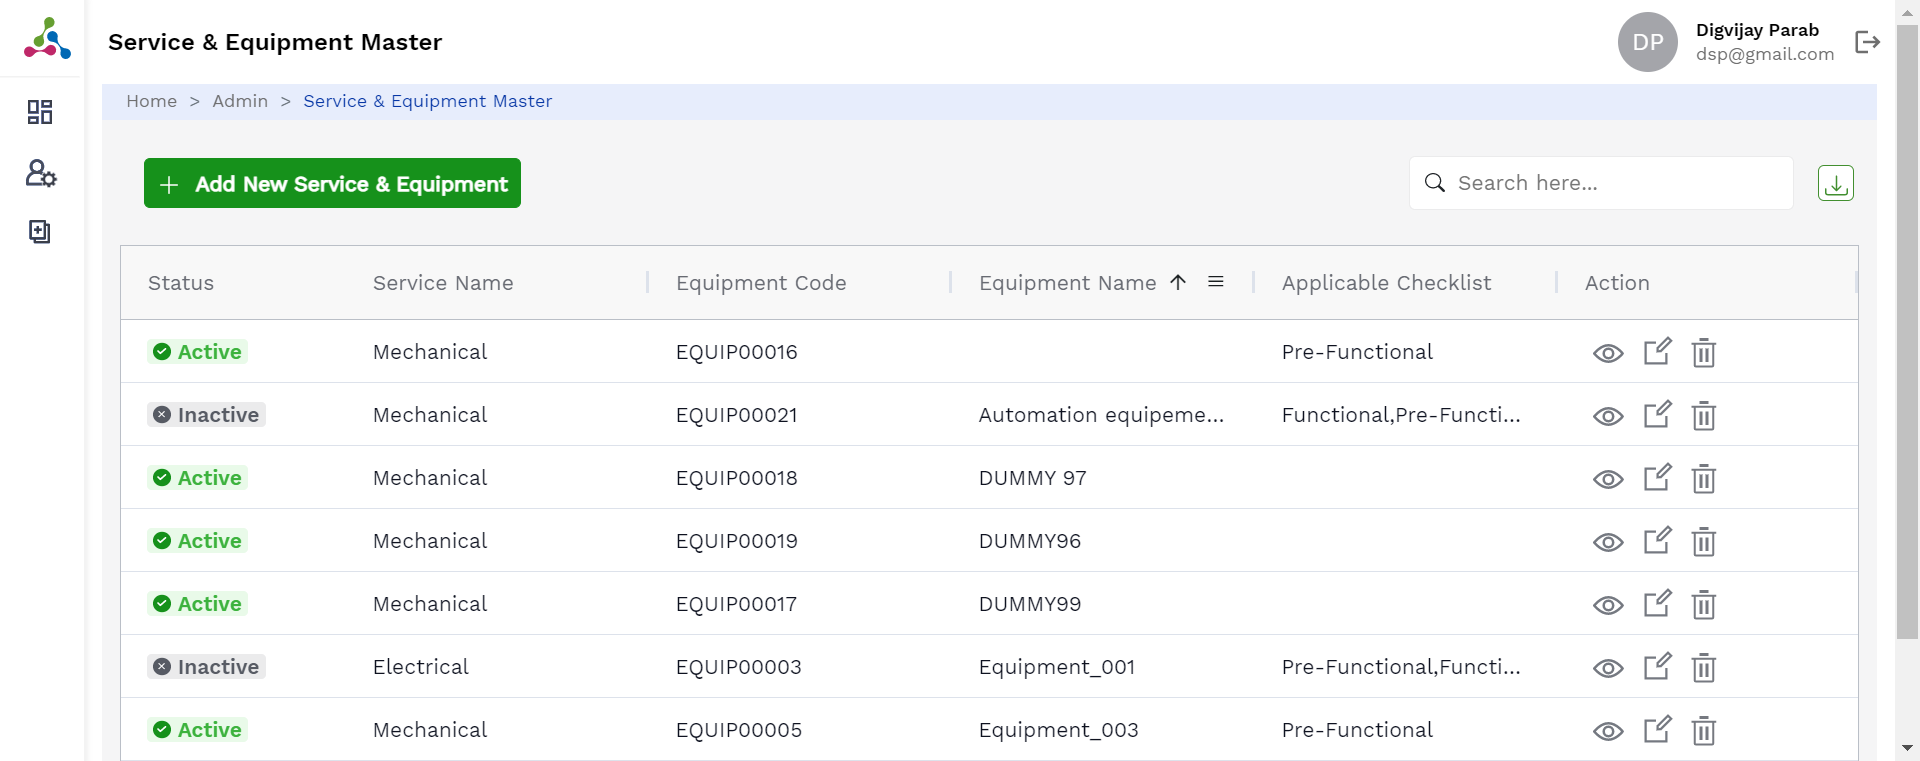 Service & Equipment Master
DP
Digvijay Parab
dsp@gmail.com
Home > Admin > Service & Equipment Master
Add New Service & Equipment
Search here...
Status Service Name Equipment Code Equipment Name Applicable Checklist Action
Active Mechanical EQUIP00016 Pre-Functional
Inactive Mechanical EQUIP00021 Automation equipeme... Functional,Pre-Functi...
Active Mechanical EQUIP00018 DUMMY 97
Active Mechanical EQUIP00019 DUMMY96
Active Mechanical EQUIP00017 DUMMY99
Inactive Electrical EQUIP00003 Equipment_001 Pre-Functional,Functi...
Active Mechanical EQUIP00005 Equipment_003 Pre-Functional